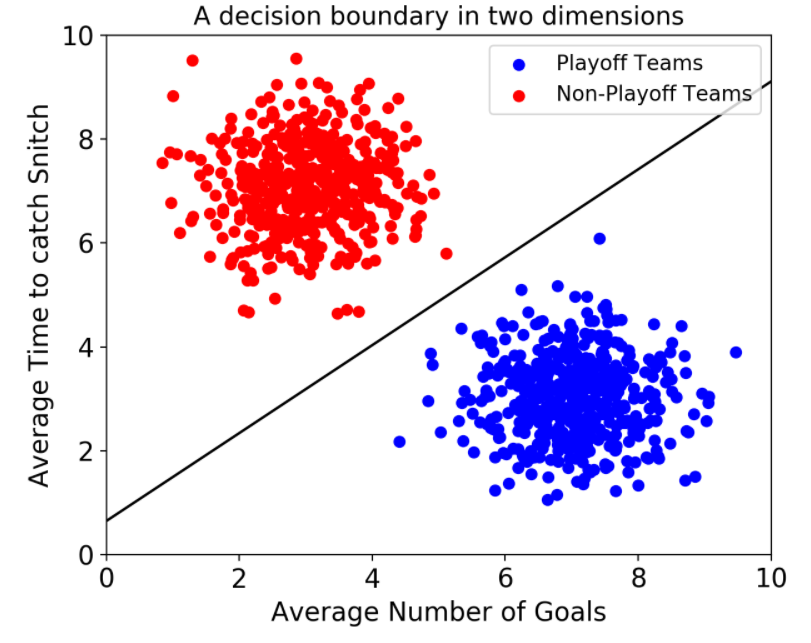 A decision boundary in two dimensions
Playoff Teams
Non-Playoff Teams
10
8
6
4
2
0
Average Time to catch Snitch
0 2 4 6 8 10
Average Number of Goals